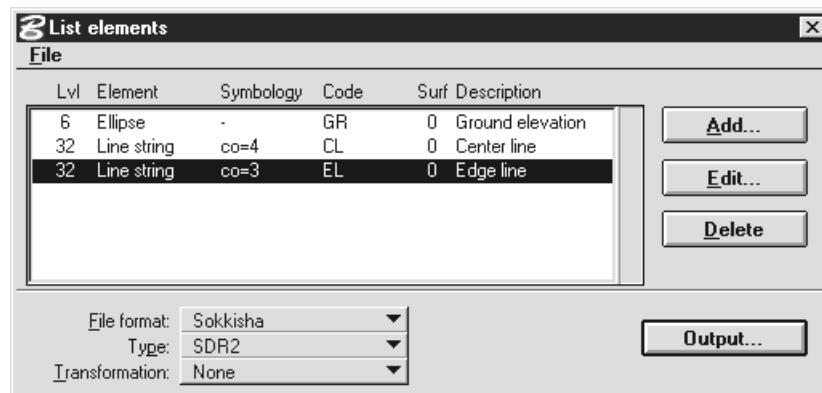 List elements
File
Lvl Element Symbology Code Surf Description
6 Ellipse - GR 0 Ground elevation
32 Line string co=4 CL 0 Center line
32 Line string co=3 EL 0 Edge line
Add...
Edit...
Delete
File format: Sokkisha
Type: SDR2
Transformation: None
Output...